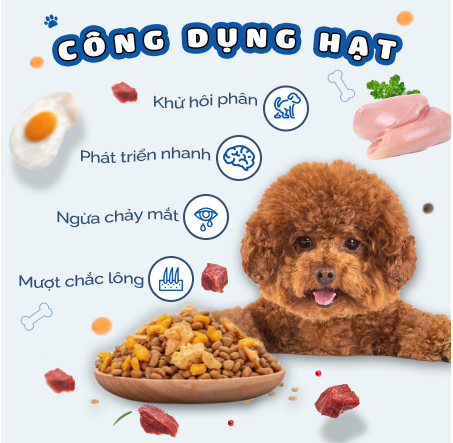 CÔNG DỤNG HẠT
Khử hôi phân
Phát triển nhanh
Ngừa chảy mắt
Mượt chắc lông